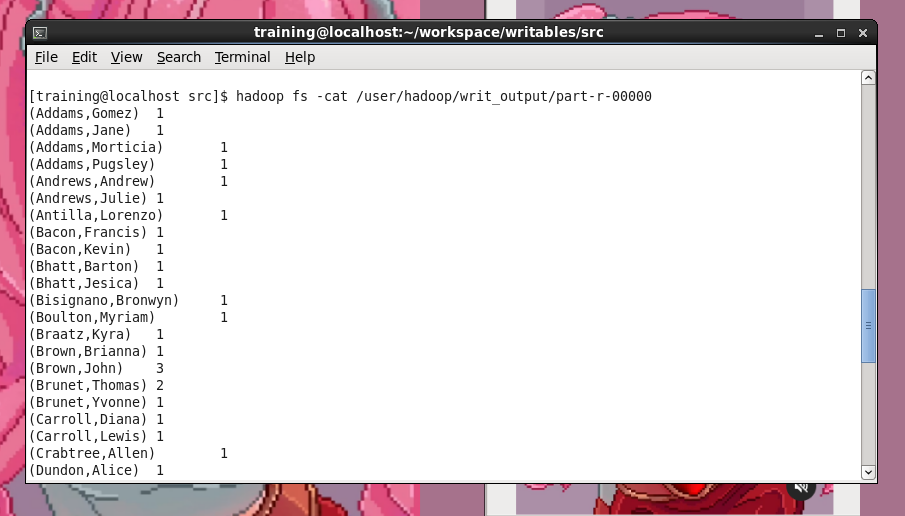 training@localhost:~/workspace/writables/src
File Edit View Search Terminal Help
[training@localhost src]$ hadoop fs -cat /user/hadoop/writ_output/part-r-00000
(Addams,Gomez)	1
(Addams,Jane)	1
(Addams,Morticia)	1
(Addams,Pugsley)	1
(Andrews,Andrew)	1
(Andrews,Julie)	1
(Antilla,Lorenzo)	1
(Bacon,Francis)	1
(Bacon,Kevin)	1
(Bhatt,Barton)	1
(Bhatt,Jesica)	1
(Bisignano,Bronwyn)	1
(Boulton,Myriam)	1
(Braatz,Kyra)	1
(Brown,Brianna)	1
(Brown,John)	3
(Brunet,Thomas)	2
(Brunet,Yvonne)	1
(Carroll,Diana)	1
(Carroll,Lewis)	1
(Crabtree,Allen)	1
(Dundon,Alice)	1